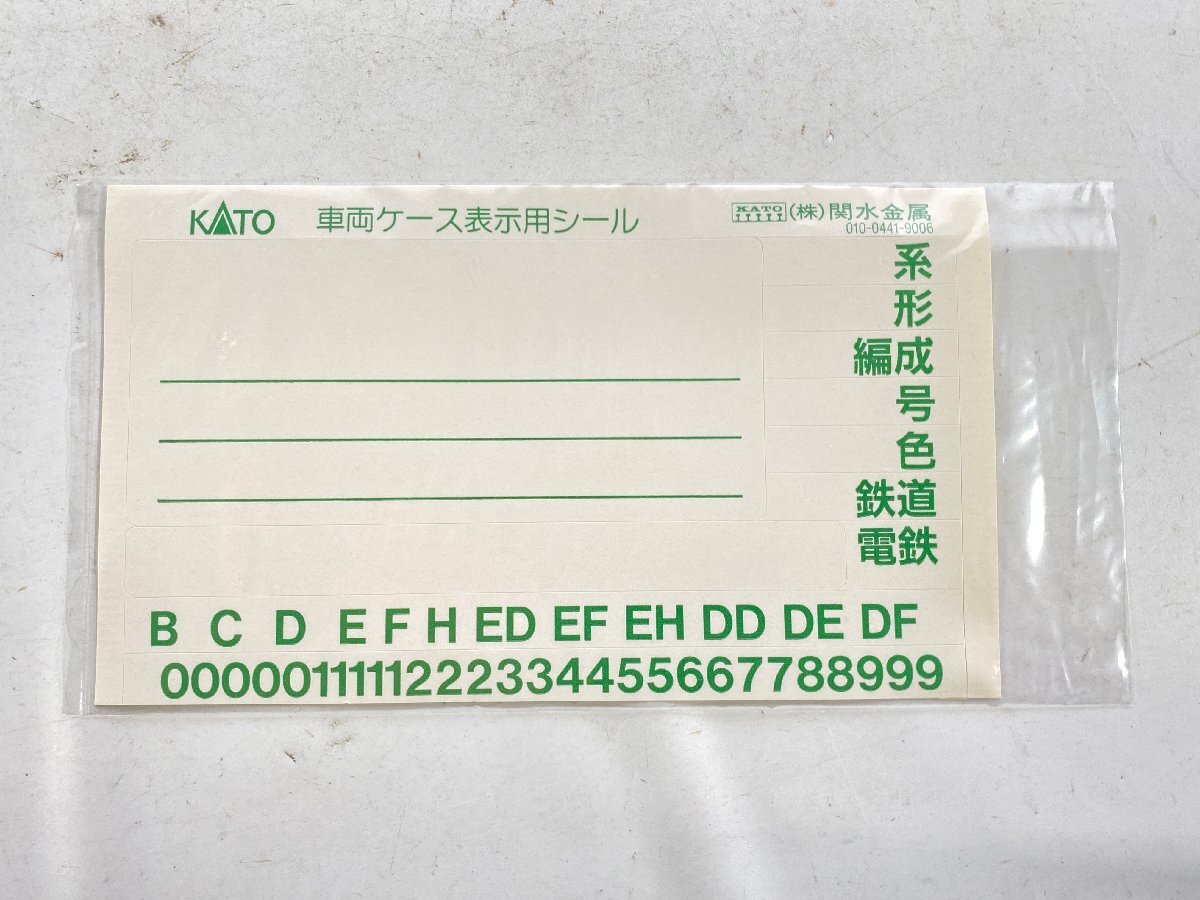 KATO 車両ケース表示用シール KATO (株)関水金属
010-0441-9006
系
形
編成
号
色
鉄道
電鉄
B C D E F H ED EF EH DD DE DF
0000011111222334455667788999